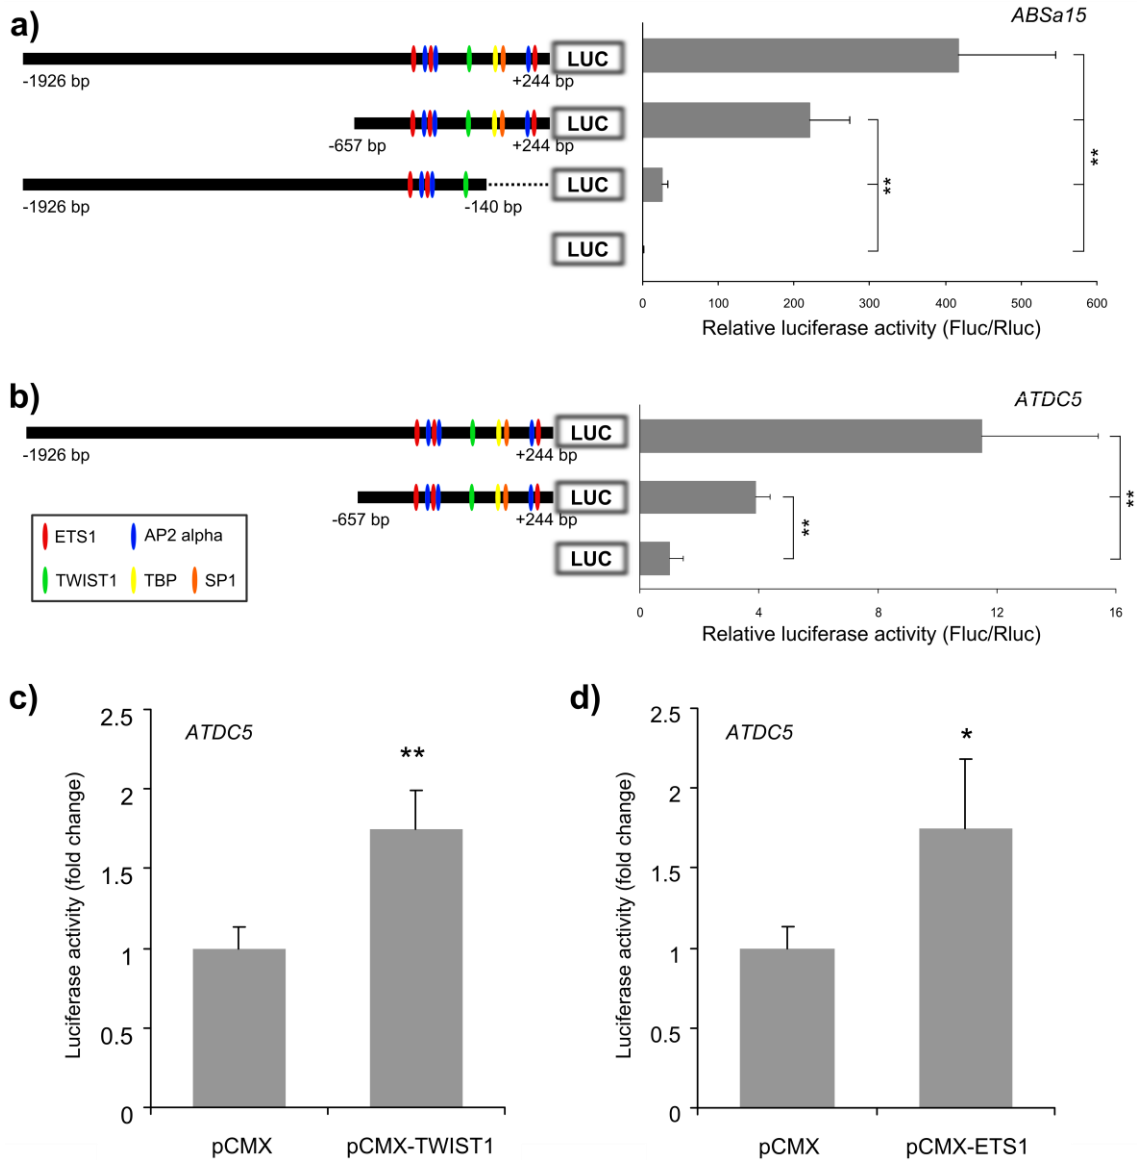 a)
ABSa15
LUC
-1926 bp
+244 bp
LUC
-657 bp
+244 bp
**
**
LUC
-1926 bp
-140 bp
LUC
0 100 200 300 400 500 600
Relative luciferase activity (Fluc/Rluc)
b)
ATDC5
LUC
-1926 bp
+244 bp
LUC
-657 bp
+244 bp
**
**
LUC
ETS1 AP2 alpha
TWIST1 TBP SP1
0 4 8 12 16
Relative luciferase activity (Fluc/Rluc)
c)
2.5
ATDC5
**
2
1.5
1
0.5
0
Luciferase activity (fold change)
pCMX pCMX-TWIST1
d)
2.5
ATDC5
*
2
1.5
1
0.5
0
Luciferase activity (fold change)
pCMX pCMX-ETS1